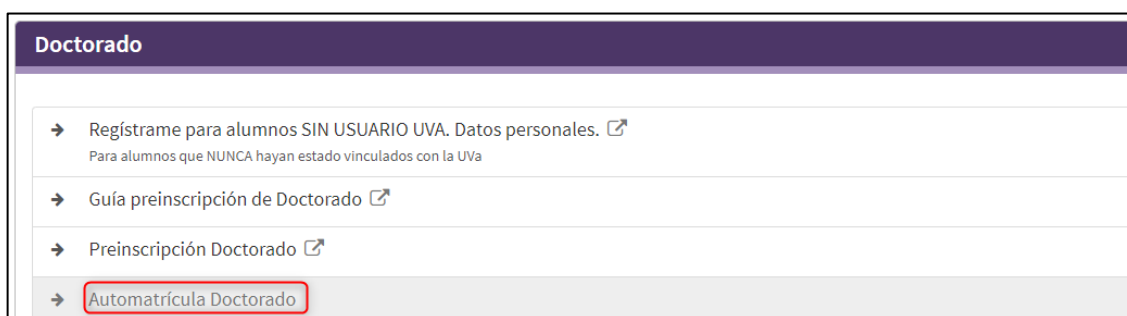 Doctorado
Regístrame para alumnos SIN USUARIO UVA. Datos personales.
Para alumnos que NUNCA hayan estado vinculados con la UVa
Guía preinscripción de Doctorado
Preinscripción Doctorado
Automatrícula Doctorado